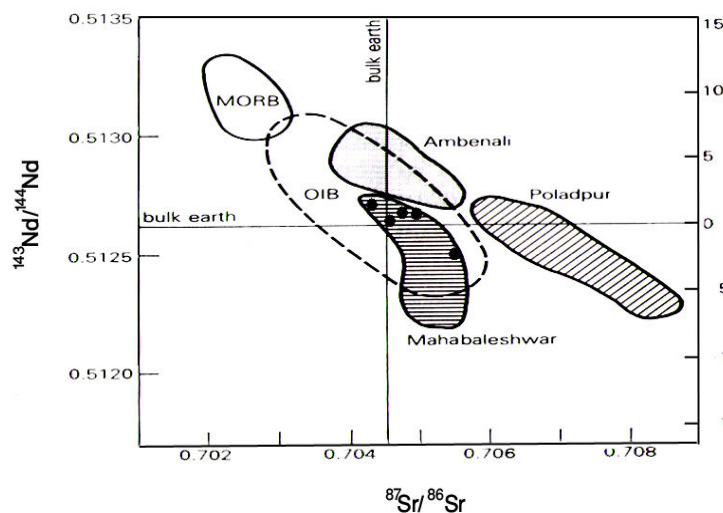 0.5135
15
bulk earth
MORB
10
0.5130
Ambenali
5
OIB
Poladpur
bulk earth
0
143Nd/144Nd
0.5125
5
Mahabaleshwar
0.5120
0.702
0.704
0.706
0.708
87Sr/86Sr